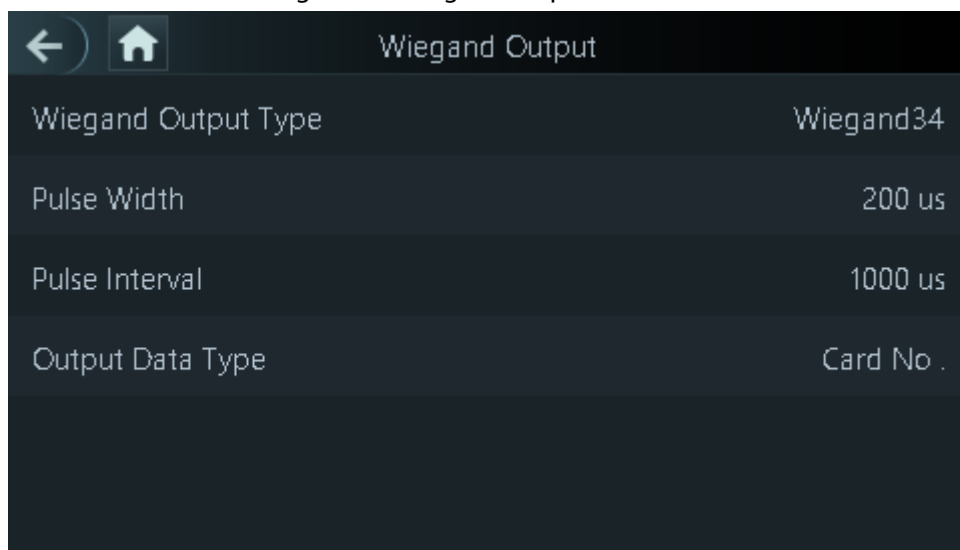 Wiegand Output
Wiegand Output Type Wiegand34
Pulse Width 200 us
Pulse Interval 1000 us
Output Data Type Card No .